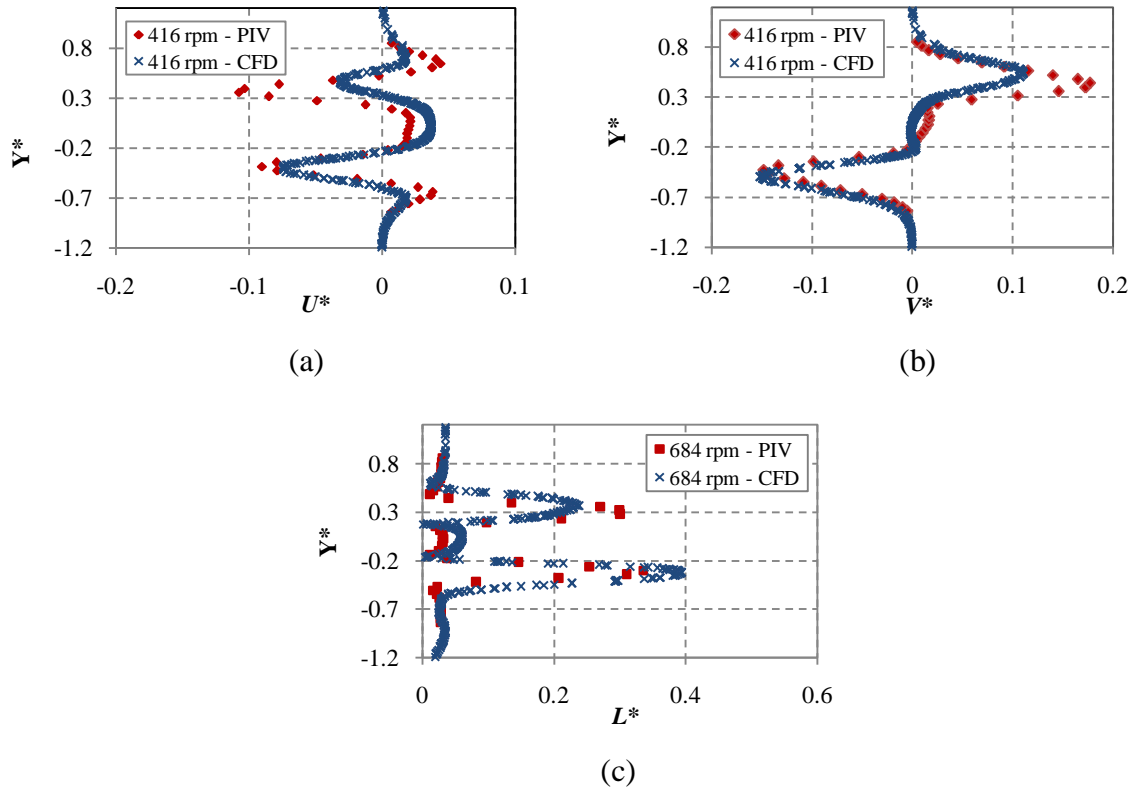 416 rpm - PIV
416 rpm - CFD
0.8
0.3
-0.2
-0.7
-1.2
Y*
-0.2
-0.1
0
0.1
U*
(a)
416 rpm - PIV
416 rpm - CFD
0.8
0.3
-0.2
-0.7
-1.2
Y*
-0.2
-0.1
0
0.1
0.2
V*
(b)
684 rpm - PIV
684 rpm - CFD
0.8
0.3
-0.2
-0.7
-1.2
Y*
0
0.2
0.4
0.6
L*
(c)